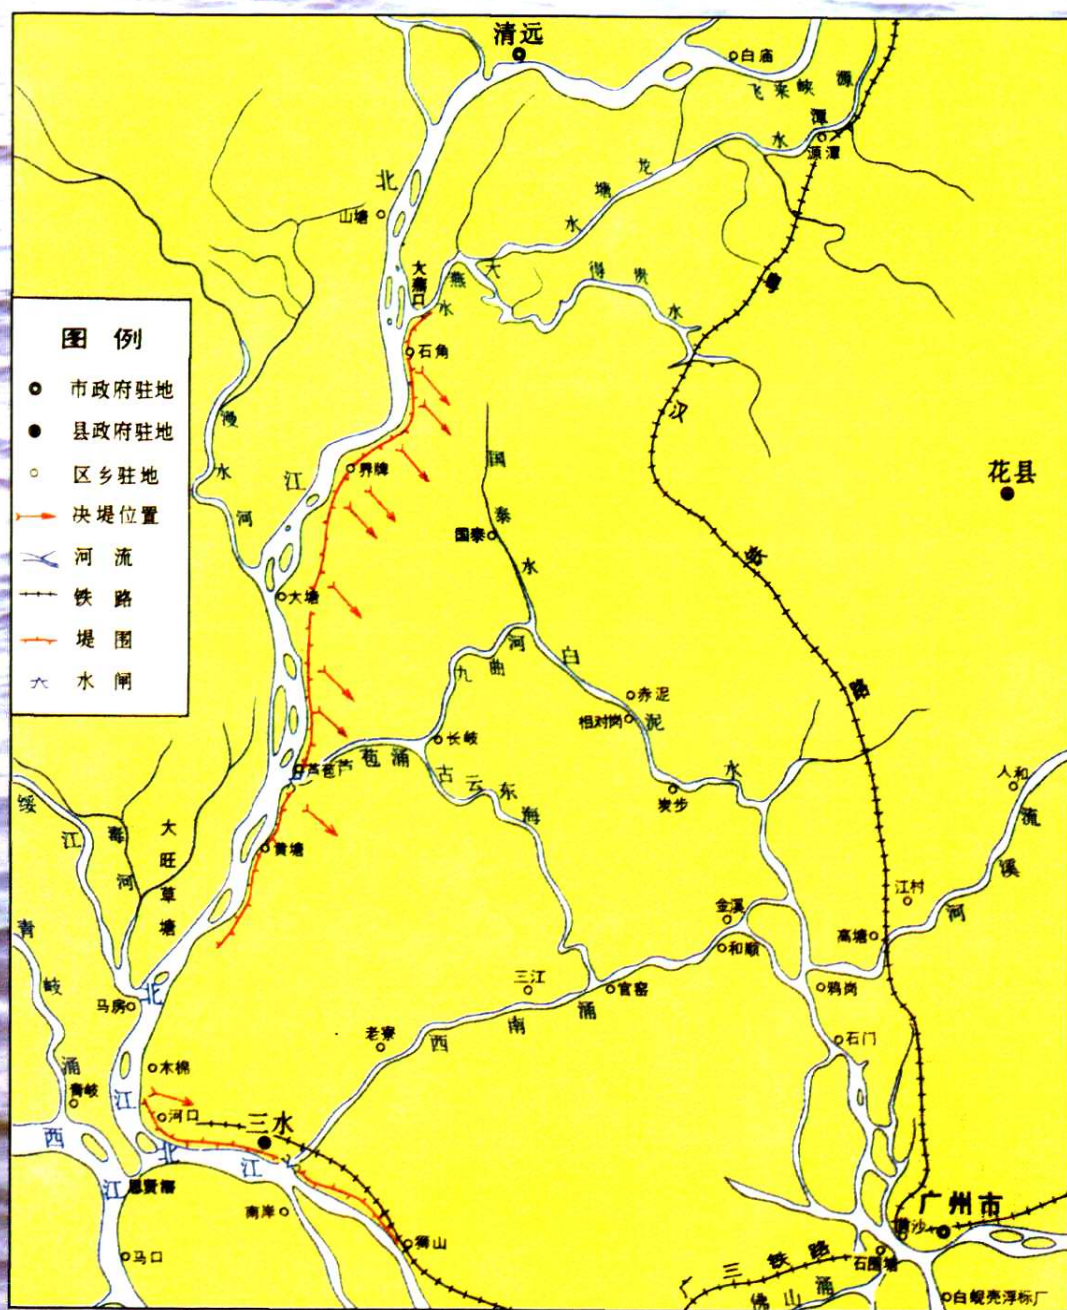 清远
白庙
飞来峡
源
潭
水
源潭
龙
塘
水
北
山塘
大燕口
大
燕
水
得
贵
水
石角
粤
汉
铁
路
图 例
市政府驻地
县政府驻地
区乡驻地
决堤位置
河 流
铁 路
堤 围
水 闸
漫
水
河
江
界牌
国
泰
水
国泰
花县
大塘
九
曲
河
白
泥
水
赤泥
相对岗
炭步
长岐
芦苞
芦苞涌
古
云
东
海
人和
流
溪
河
绥
江
大旺草塘
河
黄塘
青
岐
涌
江村
高塘
金溪
和顺
三江
官窑
鸦岗
马房
北
江
老寮
西
南
涌
石门
木棉
青岐
河口
三水
西
江
北
江
思贤滘
广州市
南岸
狮山
马口
石围塘
广三铁路
佛山涌
白蚬壳浮标厂